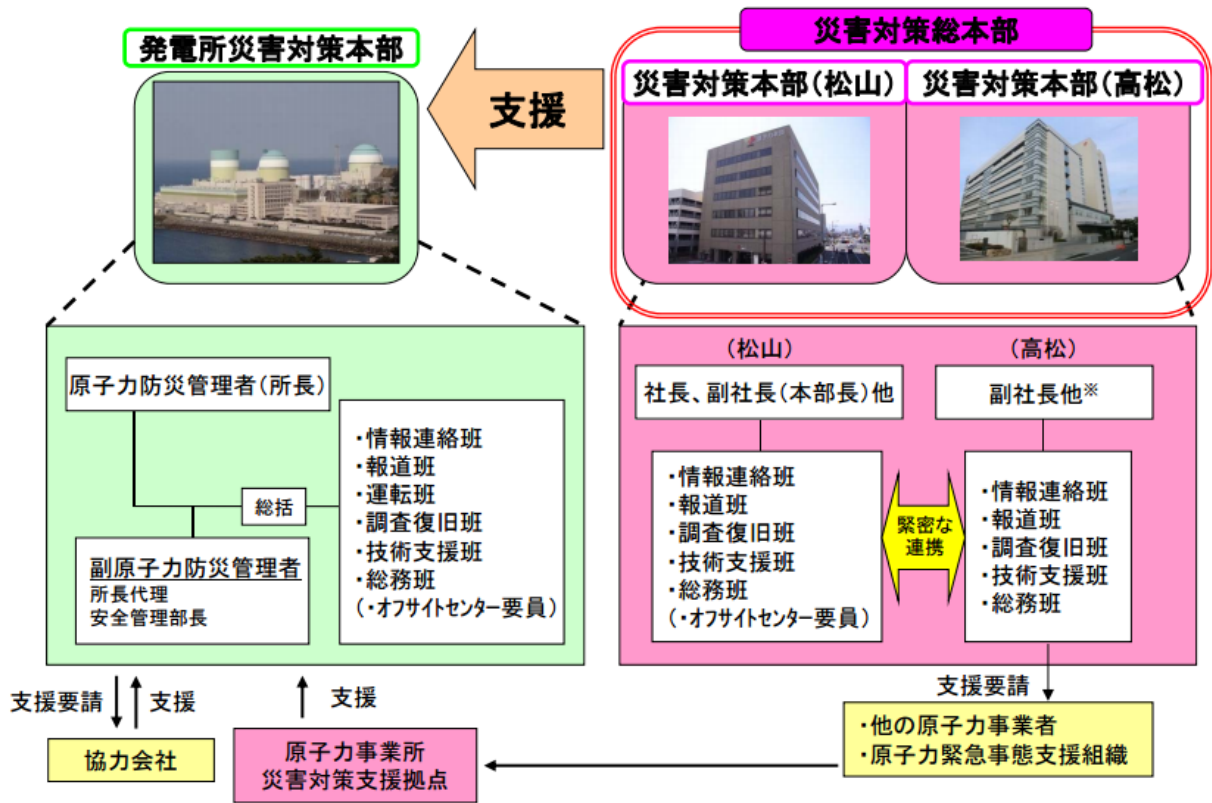 発電所災害対策本部
支援
災害対策総本部
災害対策本部(松山)
災害対策本部(高松)
原子力防災管理者(所長)
総括
副原子力防災管理者
所長代理
安全管理部長
・情報連絡班
・報道班
・運転班
・調査復旧班
・技術支援班
・総務班
(・オフサイトセンター要員)
(松山)
社長、副社長(本部長)他
・情報連絡班
・報道班
・調査復旧班
・技術支援班
・総務班
(・オフサイトセンター要員)
緊密な
連携
(高松)
副社長他※
・情報連絡班
・報道班
・調査復旧班
・技術支援班
・総務班
支援要請
支援
協力会社
支援
原子力事業所
災害対策支援拠点
支援要請
・他の原子力事業者
・原子力緊急事態支援組織